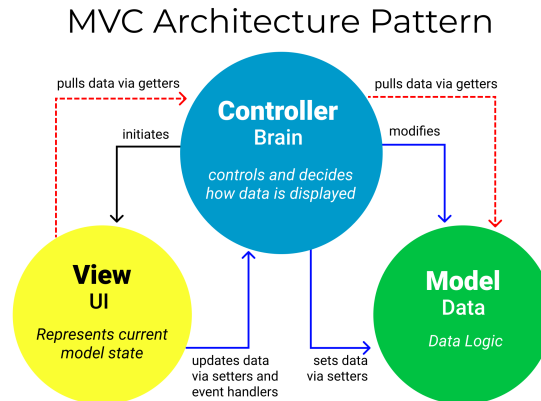 MVC Architecture Pattern
pulls data via getters
pulls data via getters
Controller
Brain
initiates
modifies
controls and decides
how data is displayed
View
UI
Represents current
model state
Model
Data
Data Logic
updates data
via setters and
event handlers
sets data
via setters